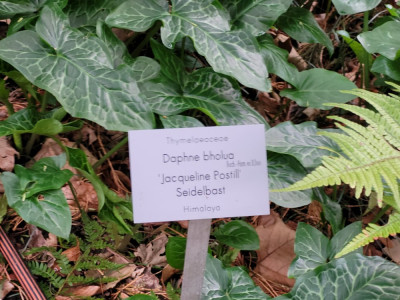 Thymelaeaceae
Daphne bholua
'Jacqueline Postill'
Seidelbast
Himalaya